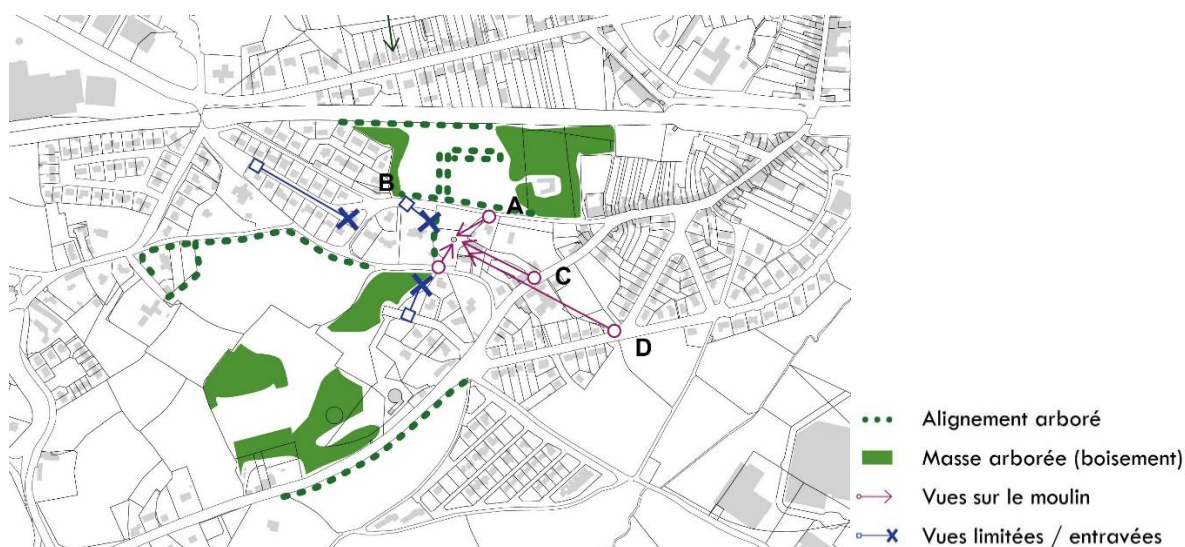 B
A
C
D
Alignement arboré
Masse arborée (boisement)
Vues sur le moulin
Vues limitées / entravées